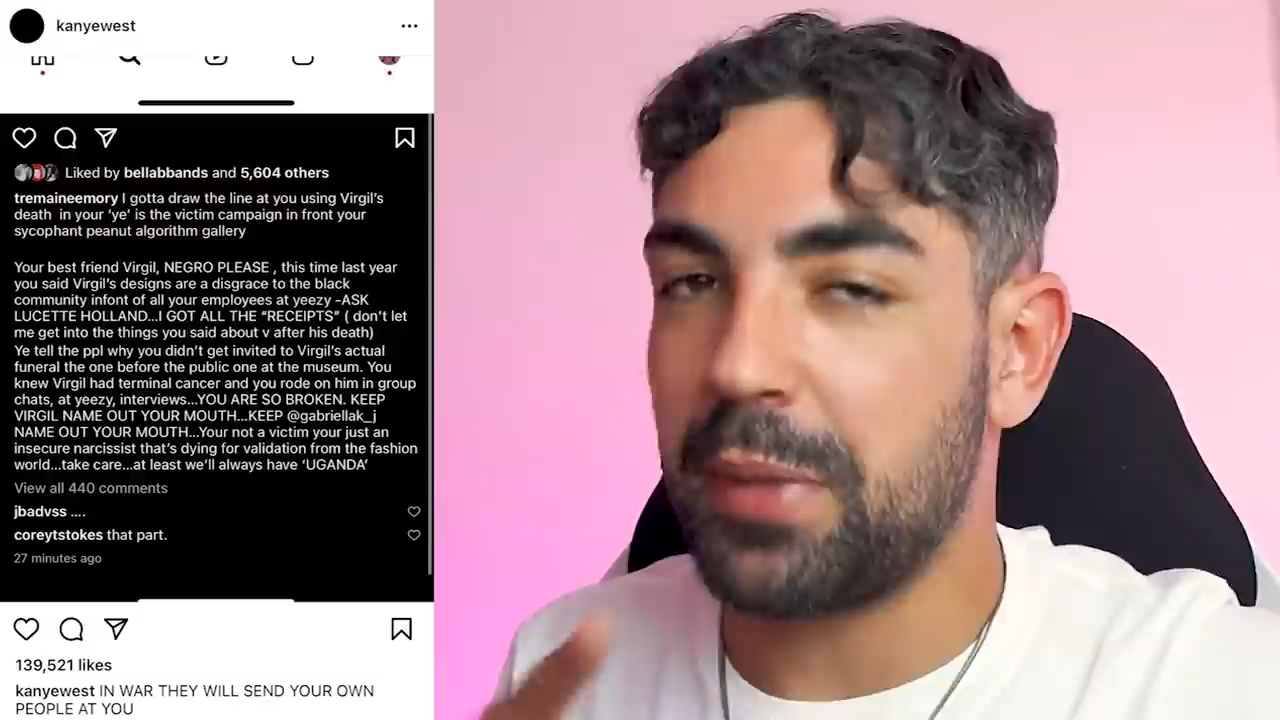 kanyewest
Liked by bellabbands and 5,604 others
tremaineemory I gotta draw the line at you using Virgil's
death in your 'ye' is the victim campaign in front your
sycophant peanut algorithm gallery
Your best friend Virgil, NEGRO PLEASE , this time last year
you said Virgil's designs are a disgrace to the black
community infont of all your employees at yeezy -ASK
LUCETTE HOLLAND...I GOT ALL THE "RECEIPTS" ( don't let
me get into the things you said about v after his death)
Ye tell the ppl why you didn't get invited to Virgil's actual
funeral the one before the public one at the museum. You
knew Virgil had terminal cancer and you rode on him in group
chats, at yeezy, interviews...YOU ARE SO BROKEN. KEEP
VIRGIL NAME OUT YOUR MOUTH...KEEP @gabriellak_j
NAME OUT YOUR MOUTH...Your not a victim your just an
insecure narcissist that's dying for validation from the fashion
world...take care...at least we'll always have 'UGANDA'
View all 440 comments
jbadvss ....
coreytstokes that part.
27 minutes ago
139,521 likes
kanyewest IN WAR THEY WILL SEND YOUR OWN
PEOPLE AT YOU